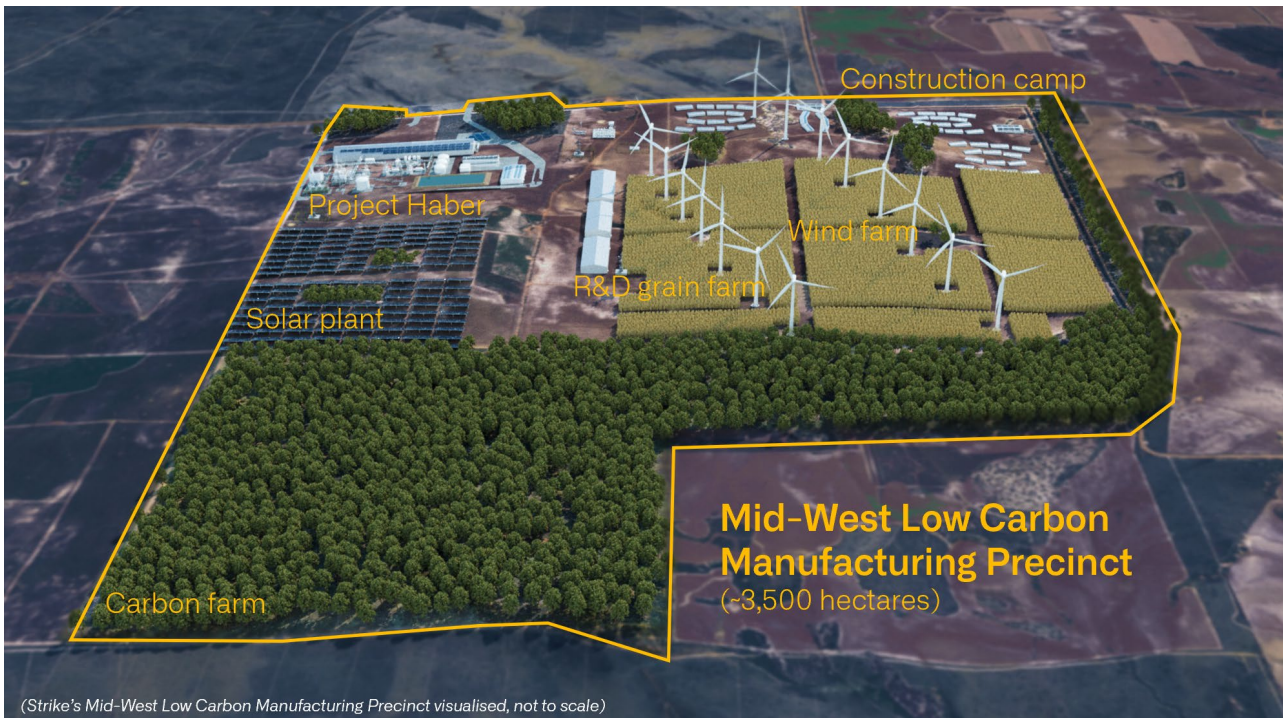 Construction camp
Project Haber
Wind farm
R&D grain farm
Solar plant
Mid-West Low Carbon
Manufacturing Precinct
(~3,500 hectares)
Carbon farm
(Strike's Mid-West Low Carbon Manufacturing Precinct visualised, not to scale)